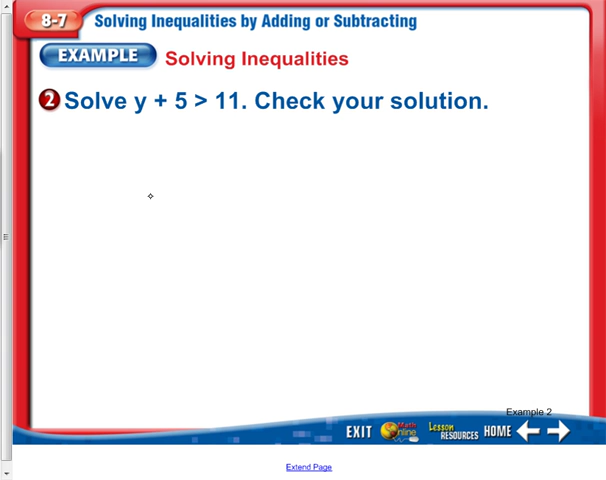 8-7 Solving Inequalities by Adding or Subtracting
EXAMPLE Solving Inequalities
2 Solve y + 5 > 11. Check your solution.
Example 2
EXIT Math Online Lesson RESOURCES HOME
Extend Page